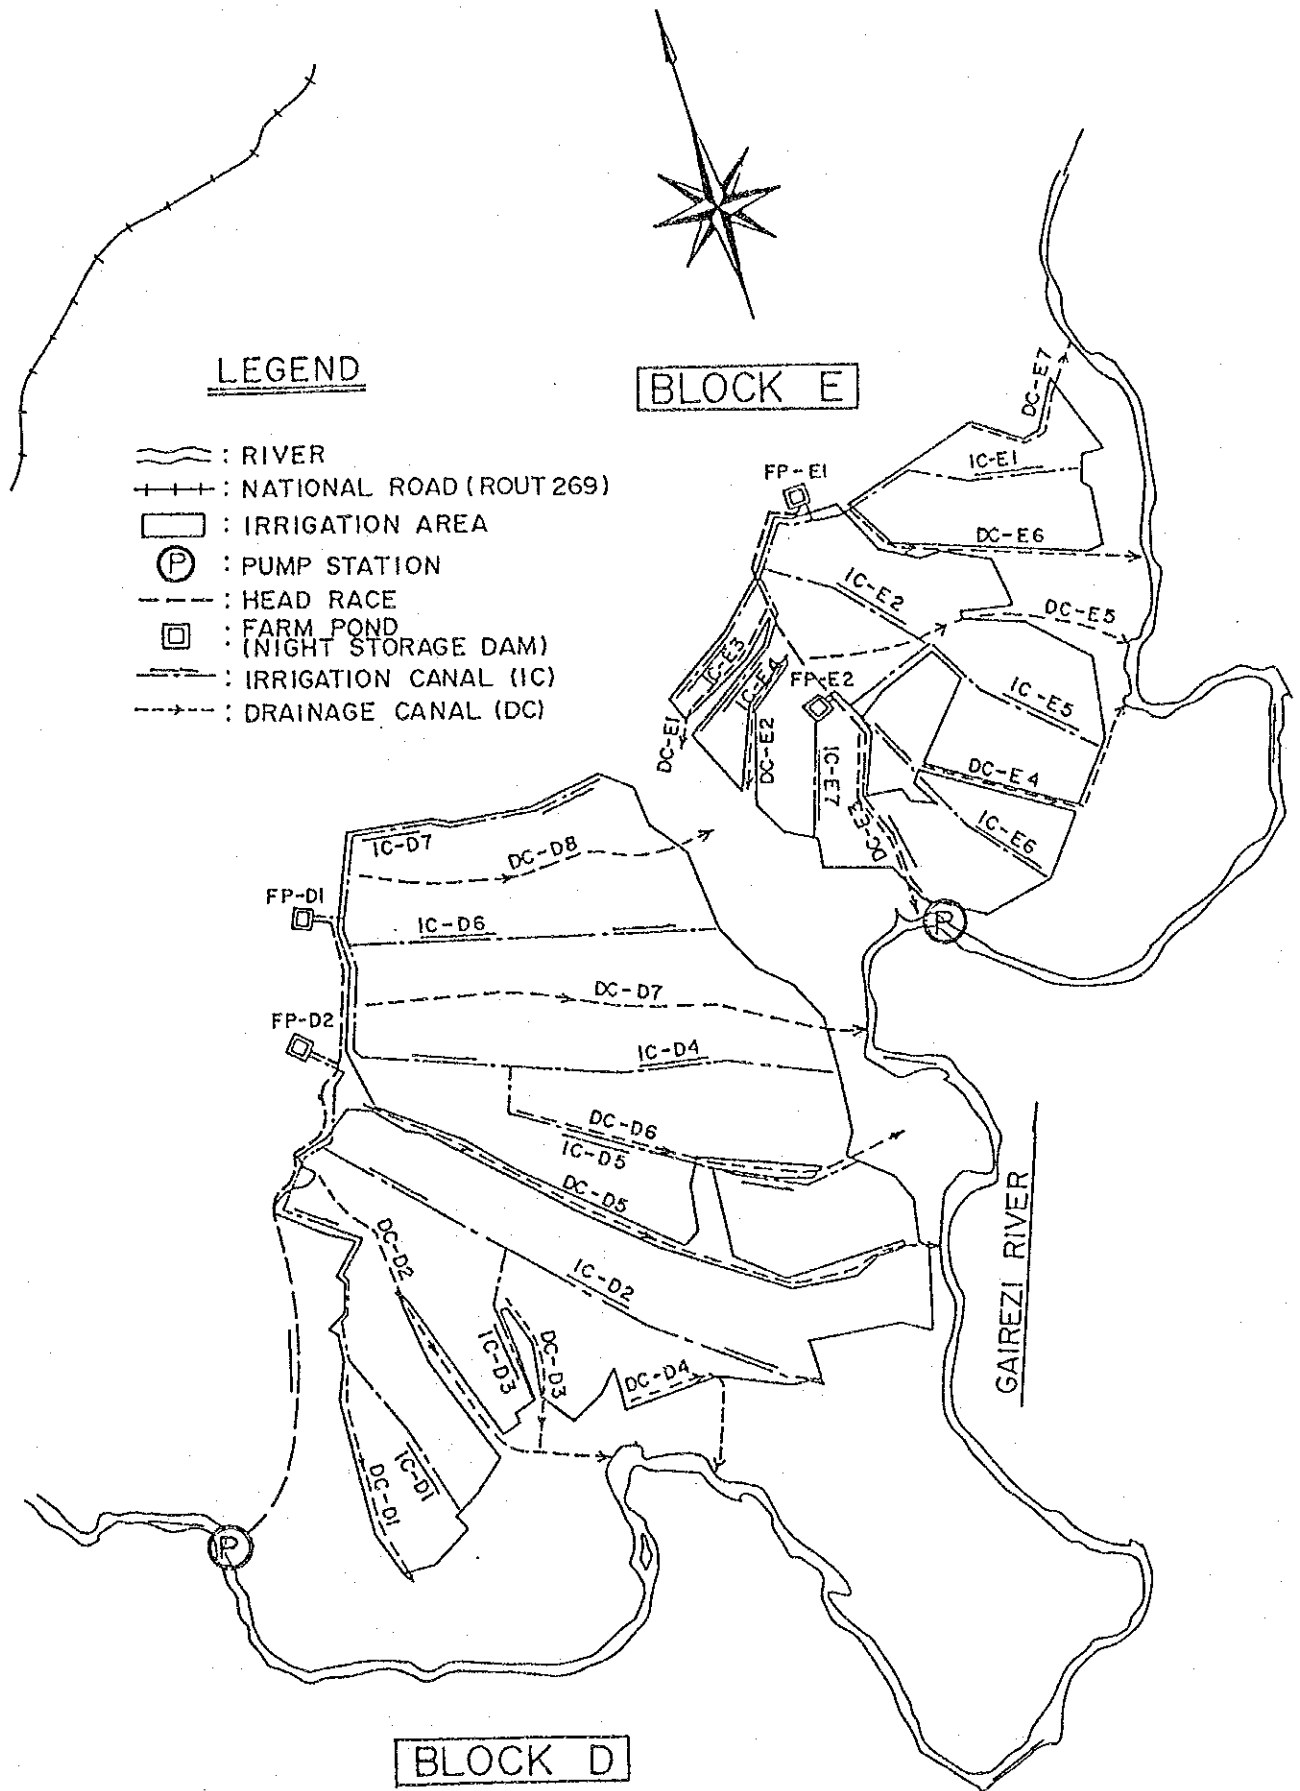 LEGEND
: RIVER
: NATIONAL ROAD (ROUT 269)
: IRRIGATION AREA
P : PUMP STATION
: HEAD RACE
: FARM POND
(NIGHT STORAGE DAM)
: IRRIGATION CANAL (IC)
: DRAINAGE CANAL (DC)
BLOCK E
DC-E7
IC-E1
FP-E1
DC-E6
IC-E2
DC-E5
IC-E3
IC-E4
FP-E2
IC-E5
DC-E1
DC-E2
IC-E7
DC-E4
DC-E3
IC-E6
P
IC-D7
DC-D8
FP-D1
IC-D6
DC-D7
FP-D2
IC-D4
DC-D6
IC-D5
DC-D5
DC-D2
IC-D2
GAIREZI RIVER
IC-D3
DC-D3
DC-D4
IC-D1
DC-D1
P
BLOCK D